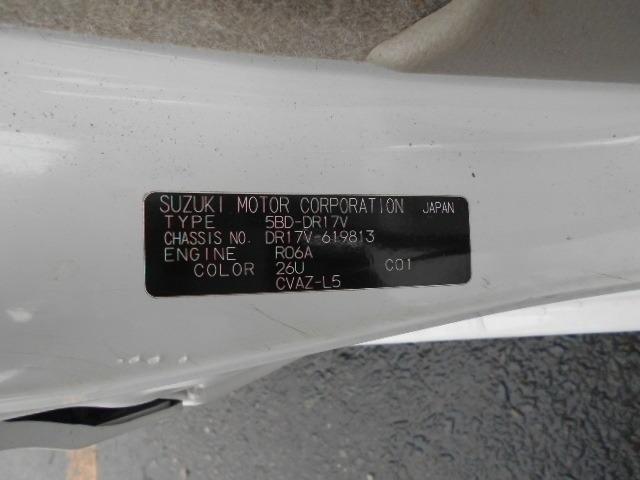 SUZUKI MOTOR CORPORATION JAPAN
TYPE 5BD-DR17V
CHASSIS NO. DR17V-619813
ENGINE R06A
COLOR 26U C01
CVAZ-L5